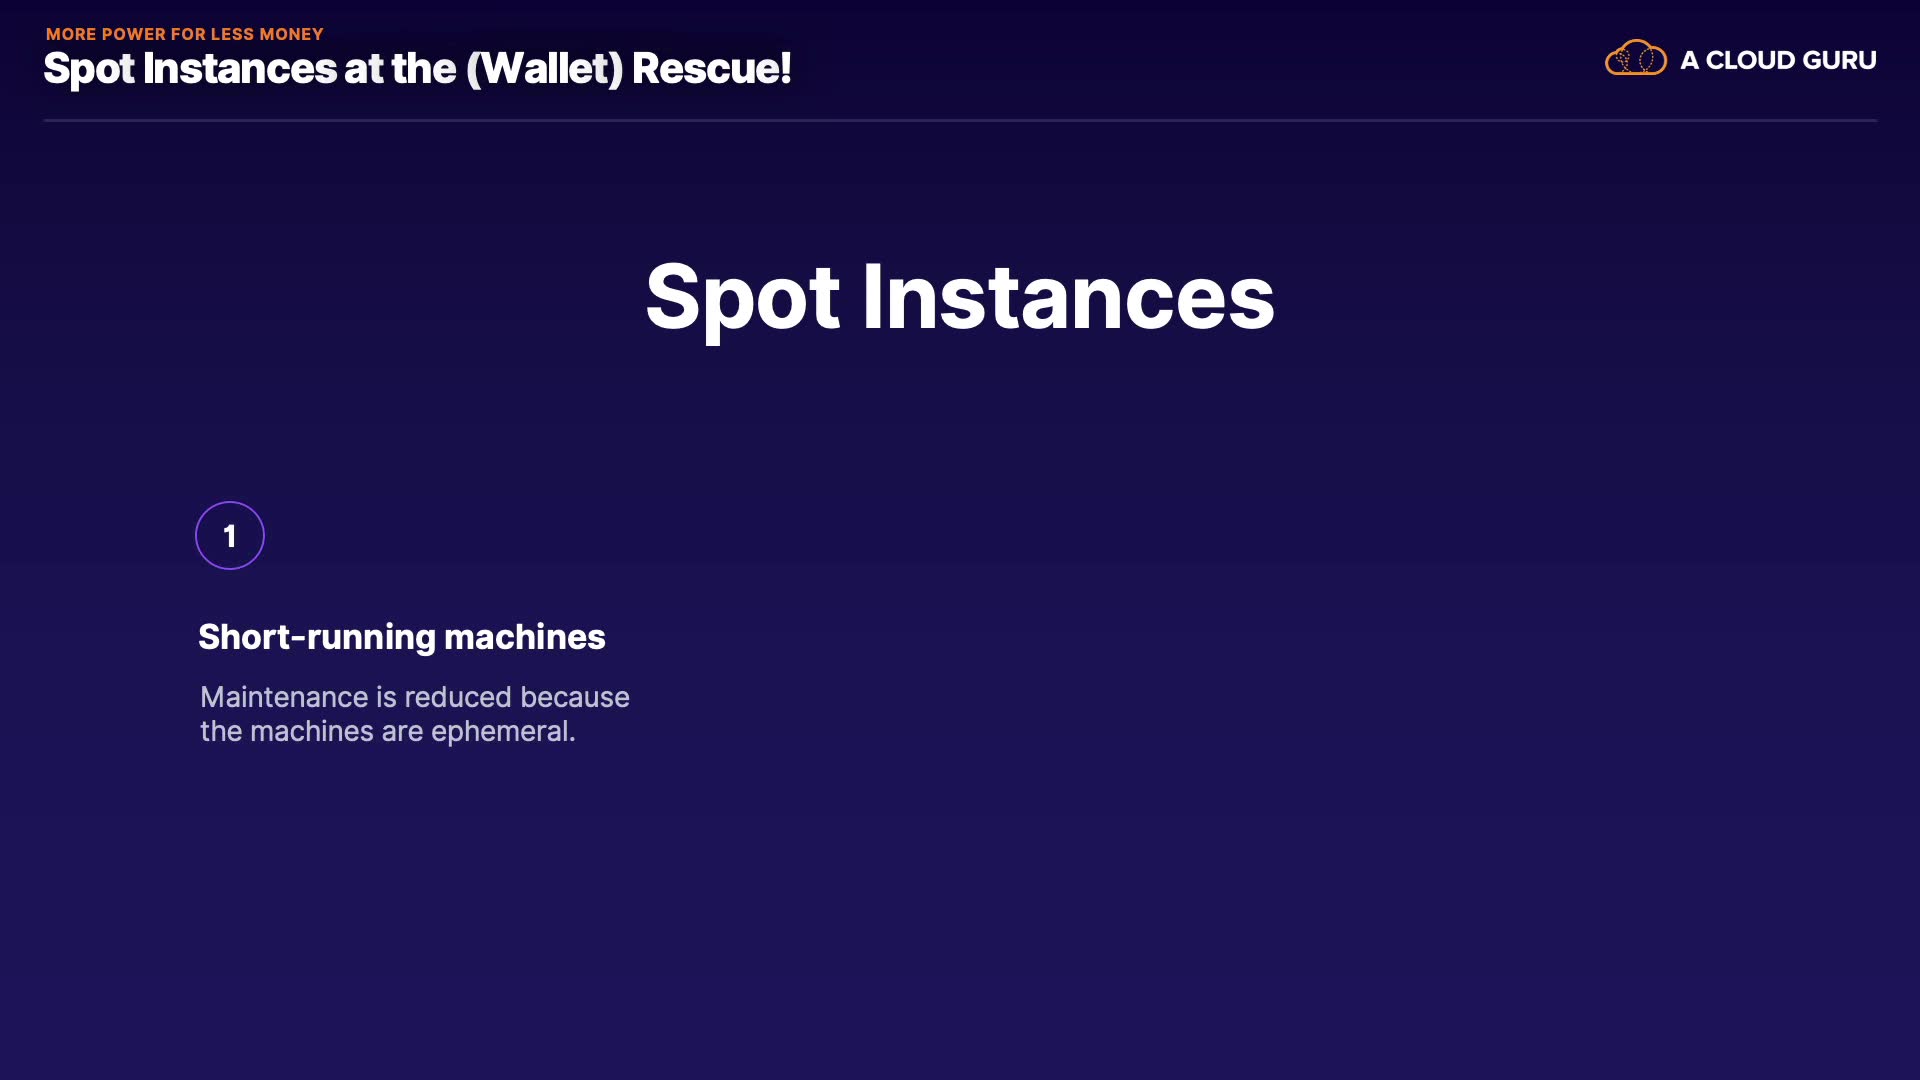 MORE POWER FOR LESS MONEY
Spot Instances at the (Wallet) Rescue!
A CLOUD GURU
Spot Instances
1
Short-running machines
Maintenance is reduced because
the machines are ephemeral.